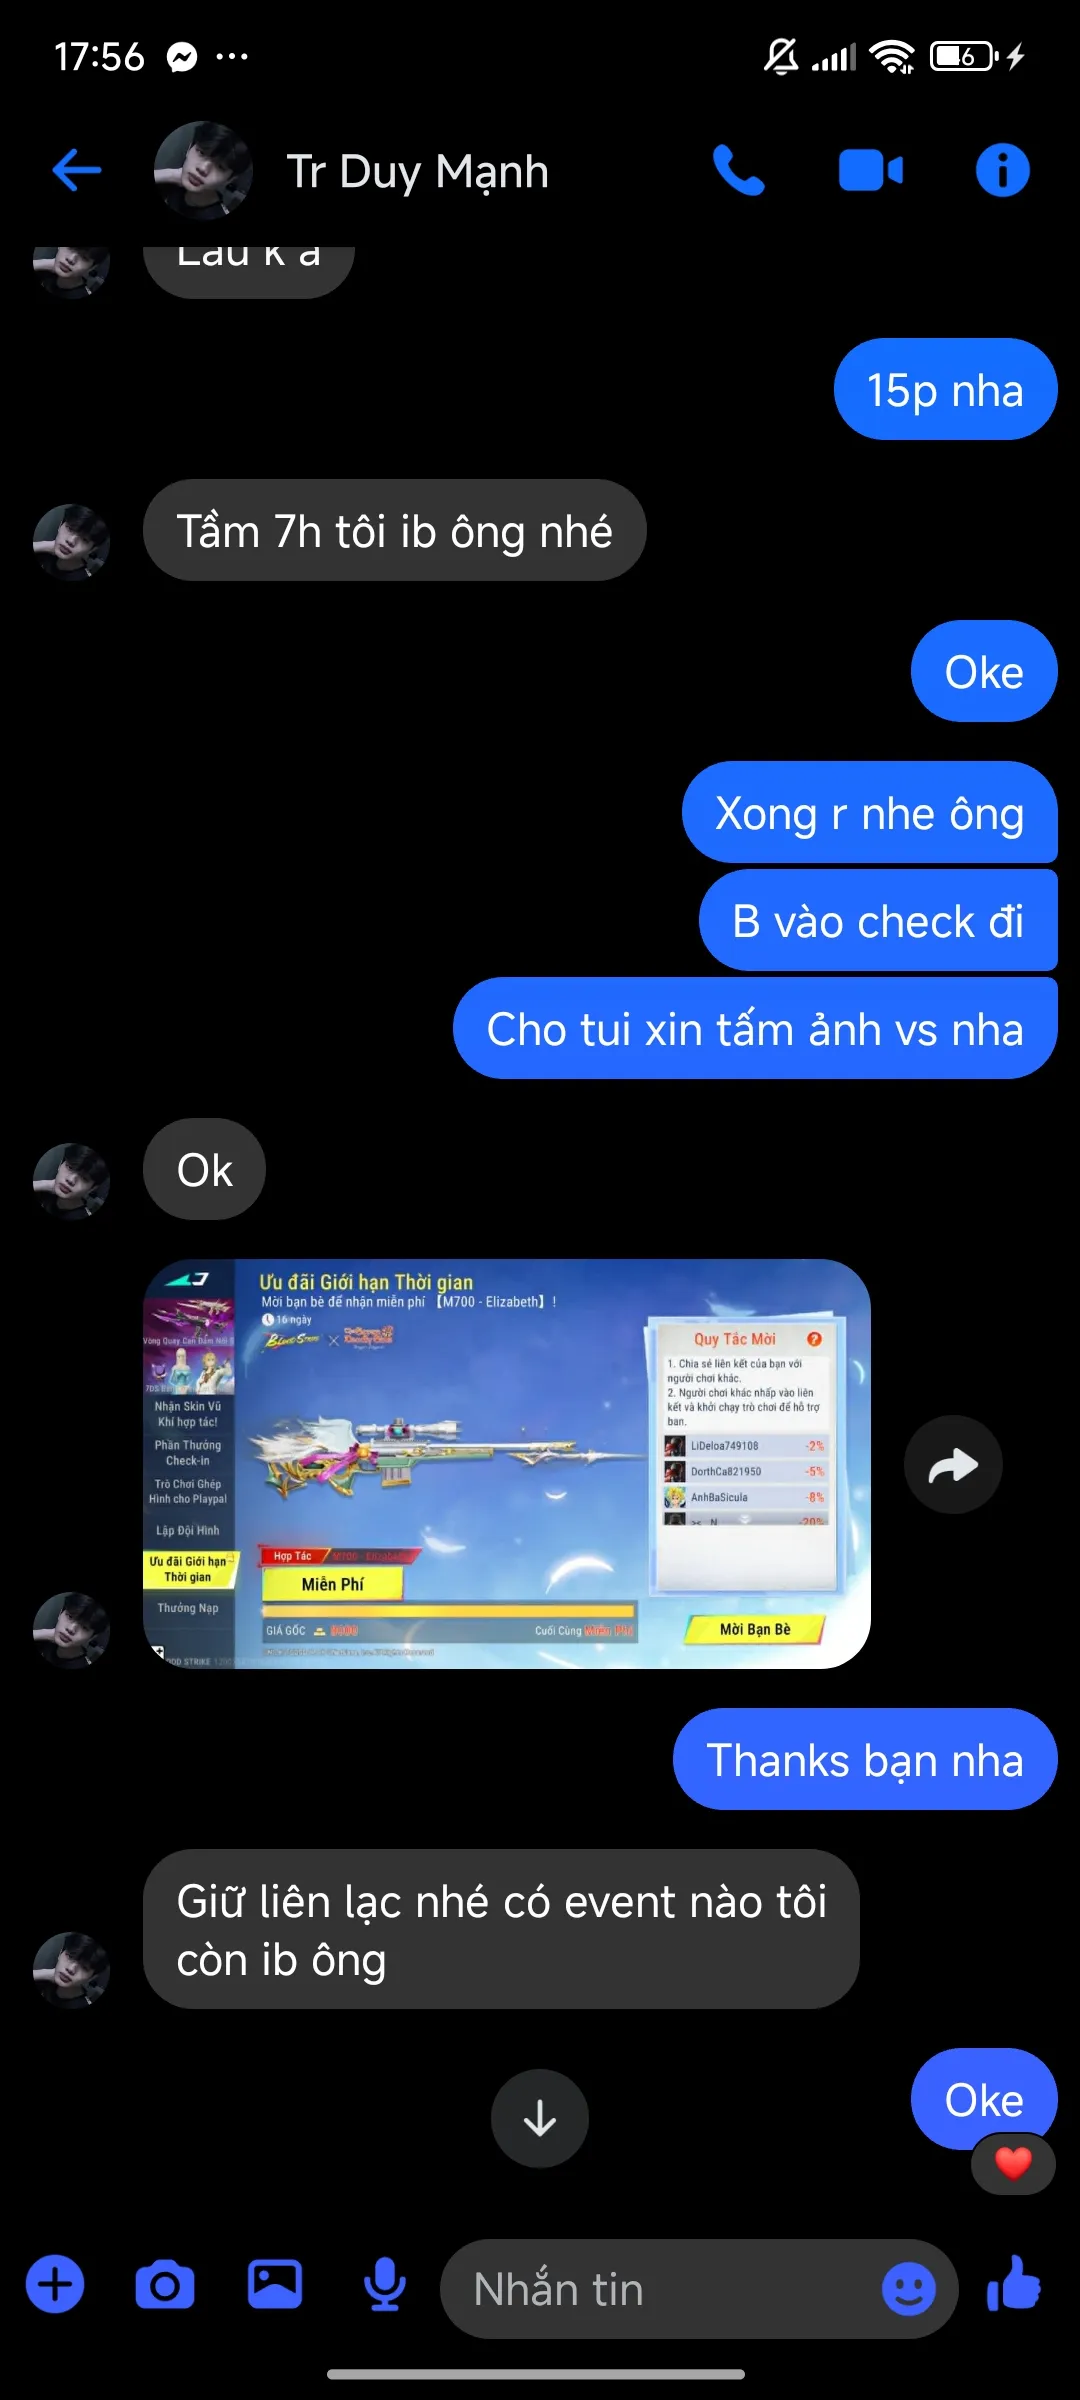 17:56
46
Tr Duy Mạnh
Lâu k a
15p nha
Tầm 7h tôi ib ông nhé
Oke
Xong r nhe ông
B vào check đi
Cho tui xin tấm ảnh vs nha
Ok
Ưu đãi Giới hạn Thời gian
Mời bạn bè để nhận miễn phí 【M700 - Elizabeth】 !
16 ngày
Nhận Skin Vũ
Khí hợp tác!
Phần Thưởng
Check-in
Trò Chơi Ghép
Hình cho Playpal
Lập Đội Hình
Ưu đãi Giới hạn
Thời gian
Thưởng Nạp
Quy Tắc Mời
1. Chia sẻ liên kết của bạn với
người chơi khác.
2. Người chơi khác nhấp vào liên
kết và khởi chạy trò chơi để hỗ trợ
bạn.
LiDeloa749108 -2%
DorthCa821950 -5%
AnhBaSicula -8%
-20%
Hợp Tác M700 - Elizabeth
Miễn Phí
GIÁ GỐC
Cuối Cùng Miễn Phí
Mời Bạn Bè
Thanks bạn nha
Giữ liên lạc nhé có event nào tôi
còn ib ông
Oke
Nhắn tin